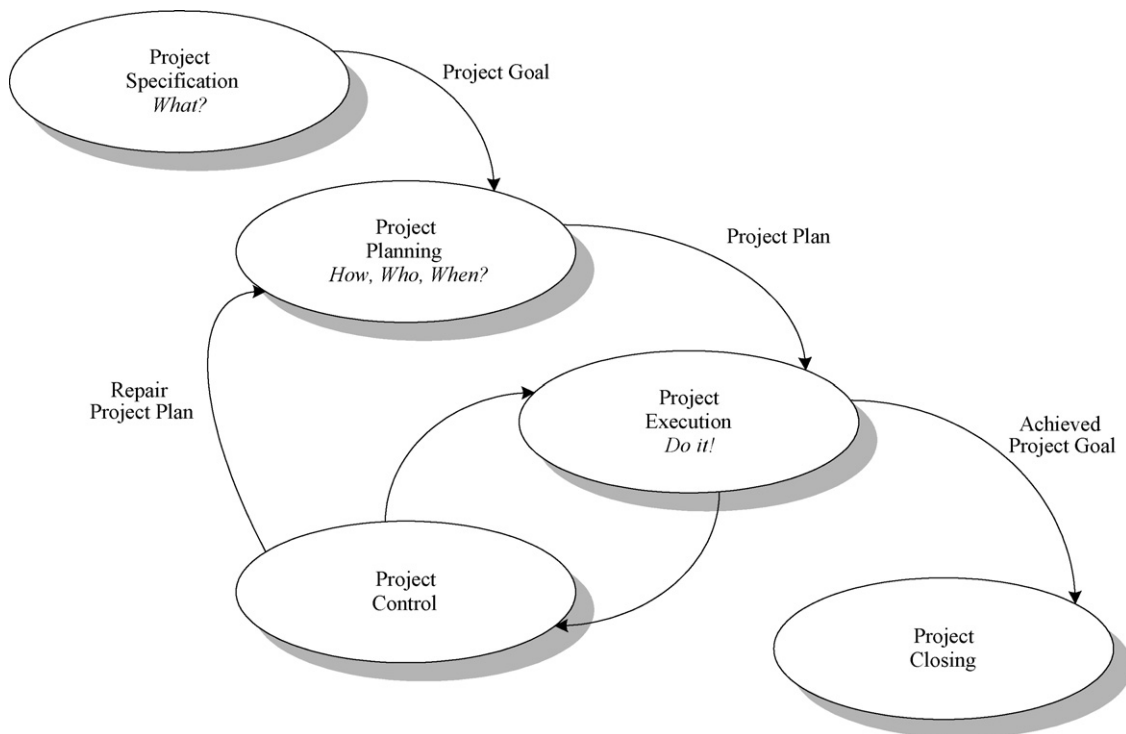 Project
Specification
What?
Project Goal
Project
Planning
How, Who, When?
Project Plan
Repair
Project Plan
Project
Execution
Do it!
Achieved
Project Goal
Project
Control
Project
Closing